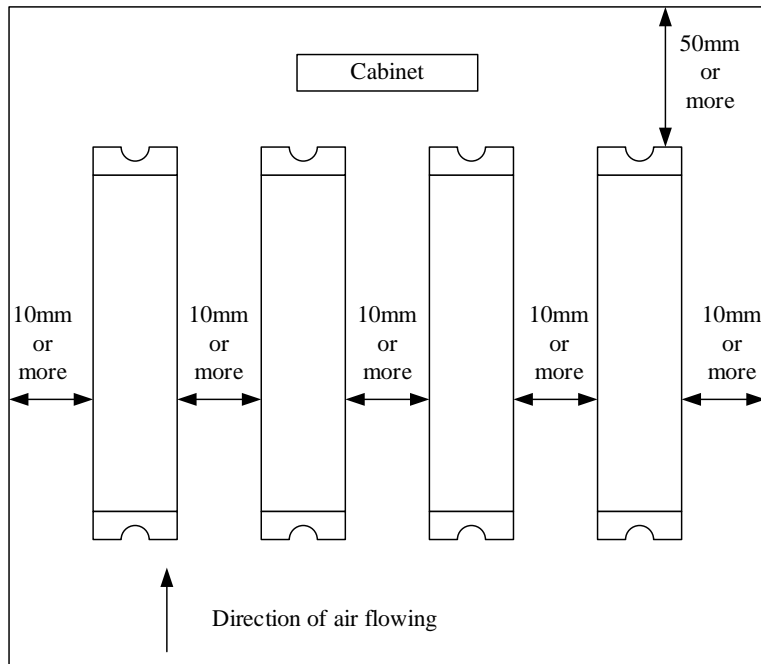 50mm
or
more
Cabinet
10mm
or
more
10mm
or
more
10mm
or
more
10mm
or
more
10mm
or
more
Direction of air flowing